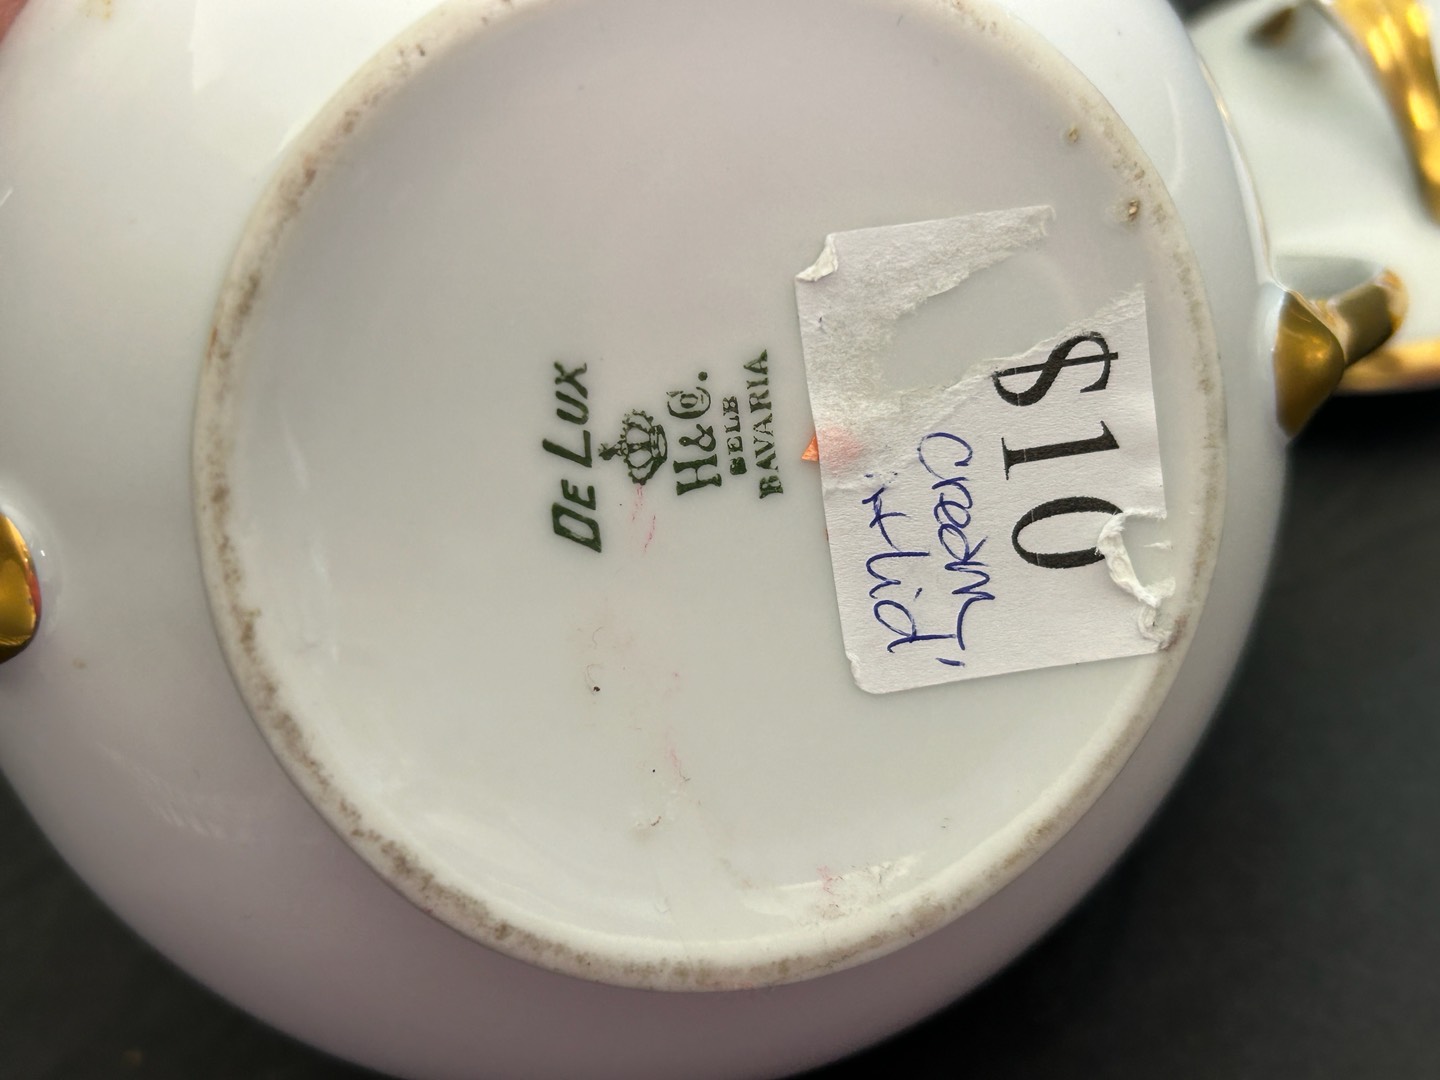 DE LUX
H&Co.
SELB
BAVARIA
$10
cream
+lid